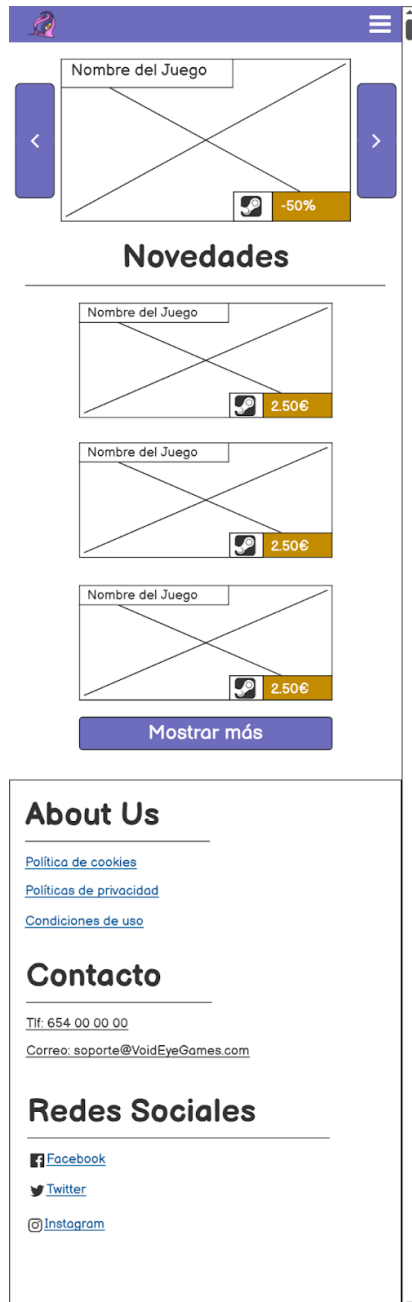 Nombre del Juego
-50%
Novedades
Nombre del Juego
2.50€
Nombre del Juego
2.50€
Nombre del Juego
2.50€
Mostrar más
About Us
Política de cookies
Políticas de privacidad
Condiciones de uso
Contacto
Tlf: 654 00 00 00
Correo: soporte@VoidEyeGames.com
Redes Sociales
Facebook
Twitter
Instagram